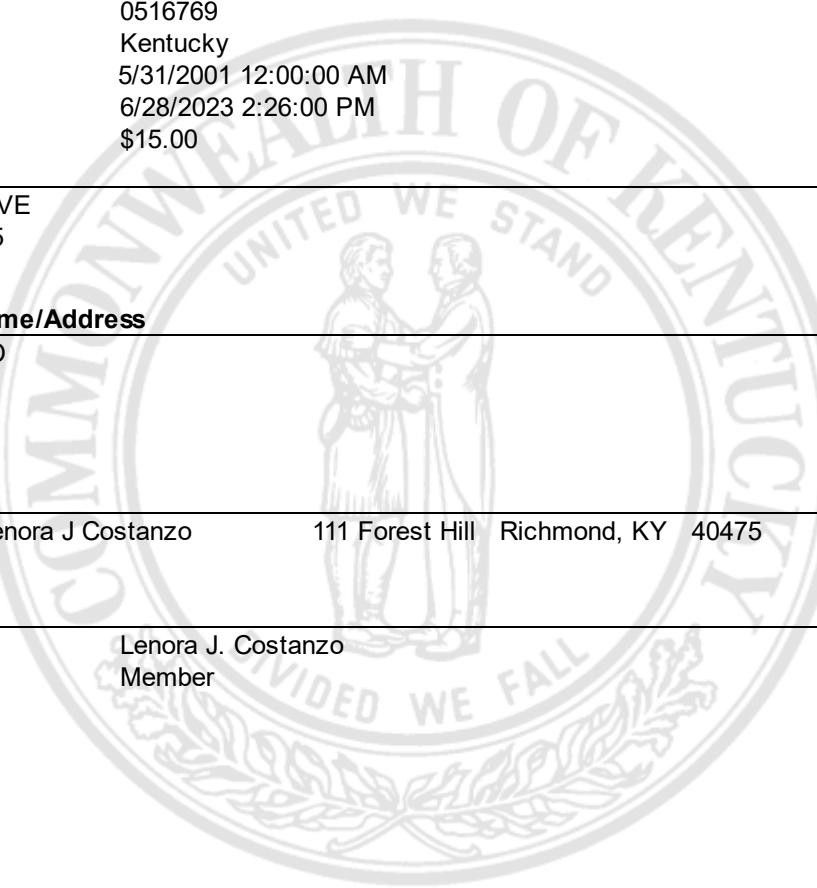 0516769
Kentucky
5/31/2001 12:00:00 AM
6/28/2023 2:26:00 PM
$15.00
VE
5
me/Address
enora J Costanzo 111 Forest Hill Richmond, KY 40475
Lenora J. Costanzo
Member
COMMONWEALTH OF KENTUCKY
UNITED WE STAND
DIVIDED WE FALL